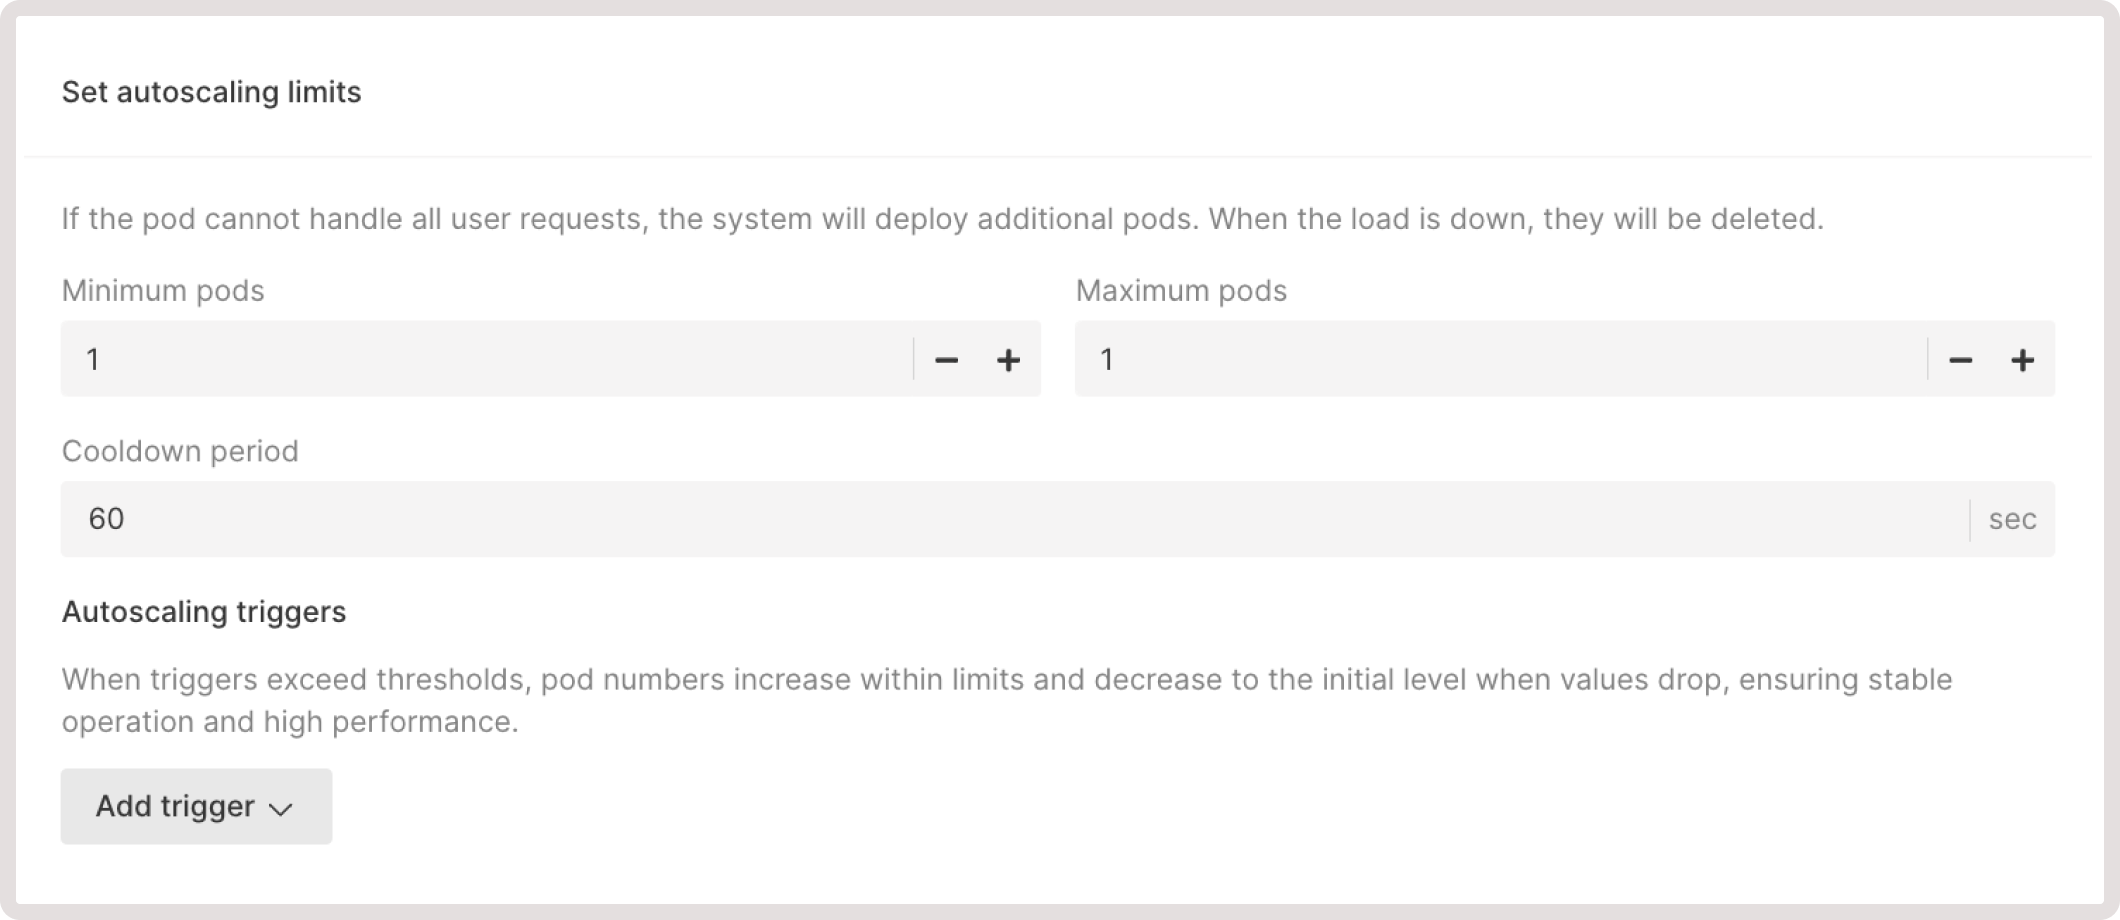 Set autoscaling limits
If the pod cannot handle all user requests, the system will deploy additional pods. When the load is down, they will be deleted.
Minimum pods
Maximum pods
1
1
Cooldown period
60
sec
Autoscaling triggers
When triggers exceed thresholds, pod numbers increase within limits and decrease to the initial level when values drop, ensuring stable
operation and high performance.
Add trigger